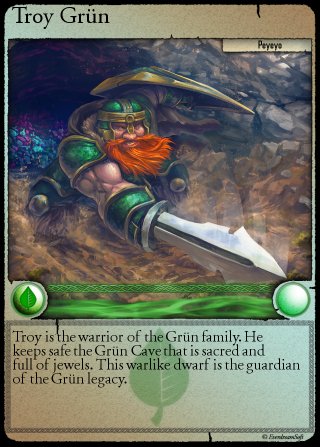 Troy Grün
Peyeyo
Troy is the warrior of the Grün family. He
keeps safe the Grün Cave that is sacred and
full of jewels. This warlike dwarf is the guardian
of the Grün legacy.
© EverdreamSoft